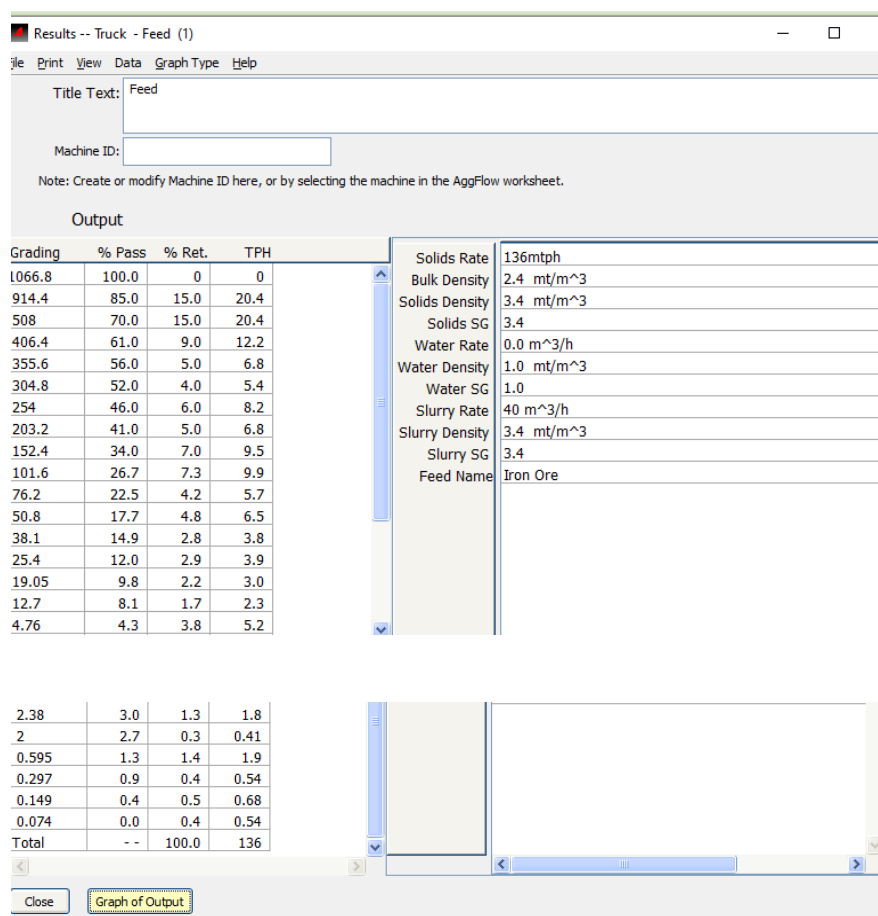 Results -- Truck - Feed (1)
File Print View Data Graph Type Help
Title Text: Feed
Machine ID:
Note: Create or modify Machine ID here, or by selecting the machine in the AggFlow worksheet.
Output
Grading % Pass % Ret. TPH
1066.8 100.0 0 0
914.4 85.0 15.0 20.4
508 70.0 15.0 20.4
406.4 61.0 9.0 12.2
355.6 56.0 5.0 6.8
304.8 52.0 4.0 5.4
254 46.0 6.0 8.2
203.2 41.0 5.0 6.8
152.4 34.0 7.0 9.5
101.6 26.7 7.3 9.9
76.2 22.5 4.2 5.7
50.8 17.7 4.8 6.5
38.1 14.9 2.8 3.8
25.4 12.0 2.9 3.9
19.05 9.8 2.2 3.0
12.7 8.1 1.7 2.3
4.76 4.3 3.8 5.2
Solids Rate 136mtph
Bulk Density 2.4 mt/m^3
Solids Density 3.4 mt/m^3
Solids SG 3.4
Water Rate 0.0 m^3/h
Water Density 1.0 mt/m^3
Water SG 1.0
Slurry Rate 40 m^3/h
Slurry Density 3.4 mt/m^3
Slurry SG 3.4
Feed Name Iron Ore
2.38 3.0 1.3 1.8
2 2.7 0.3 0.41
0.595 1.3 1.4 1.9
0.297 0.9 0.4 0.54
0.149 0.4 0.5 0.68
0.074 0.0 0.4 0.54
Total - - 100.0 136
Close Graph of Output